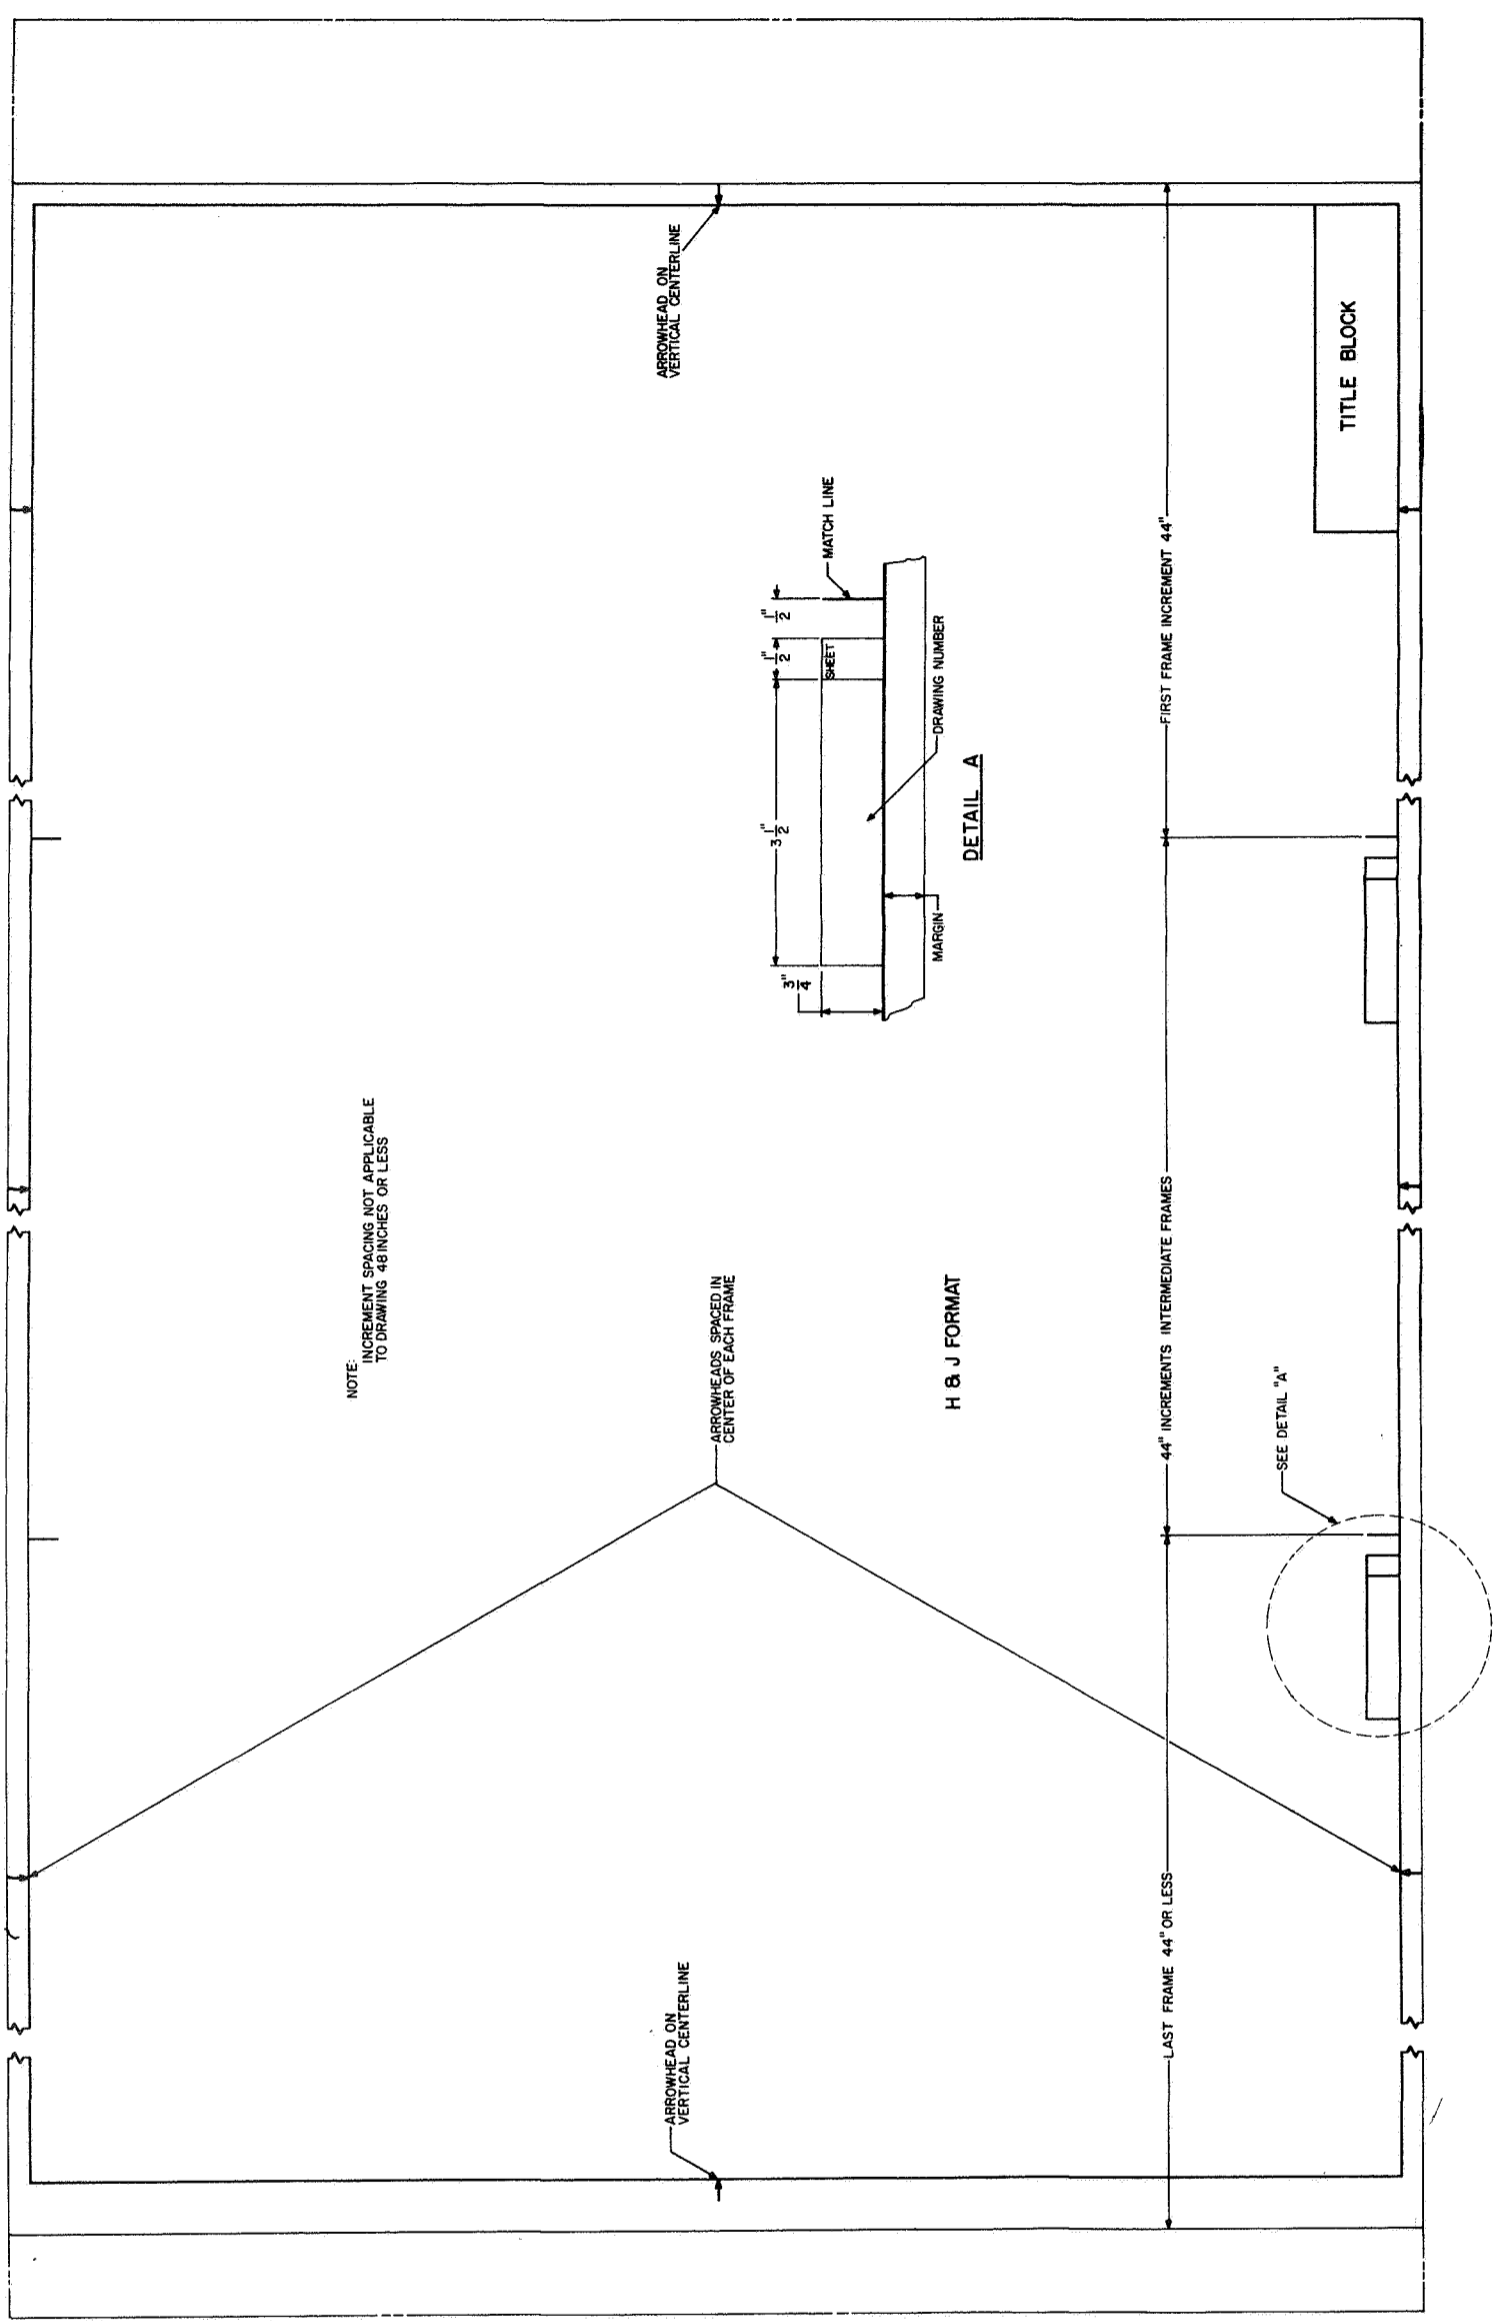 NOTE:
INCREMENT SPACING NOT APPLICABLE
TO DRAWING 48 INCHES OR LESS
ARROWHEAD ON
VERTICAL CENTERLINE
ARROWHEADS SPACED IN
CENTER OF EACH FRAME
ARROWHEAD ON
VERTICAL CENTERLINE
3/4"
3 1/2"
1/2"
1/2"
SHEET
MATCH LINE
MARGIN
DRAWING NUMBER
DETAIL A
H & J FORMAT
LAST FRAME 44" OR LESS
44" INCREMENTS INTERMEDIATE FRAMES
FIRST FRAME INCREMENT 44"
SEE DETAIL "A"
TITLE BLOCK